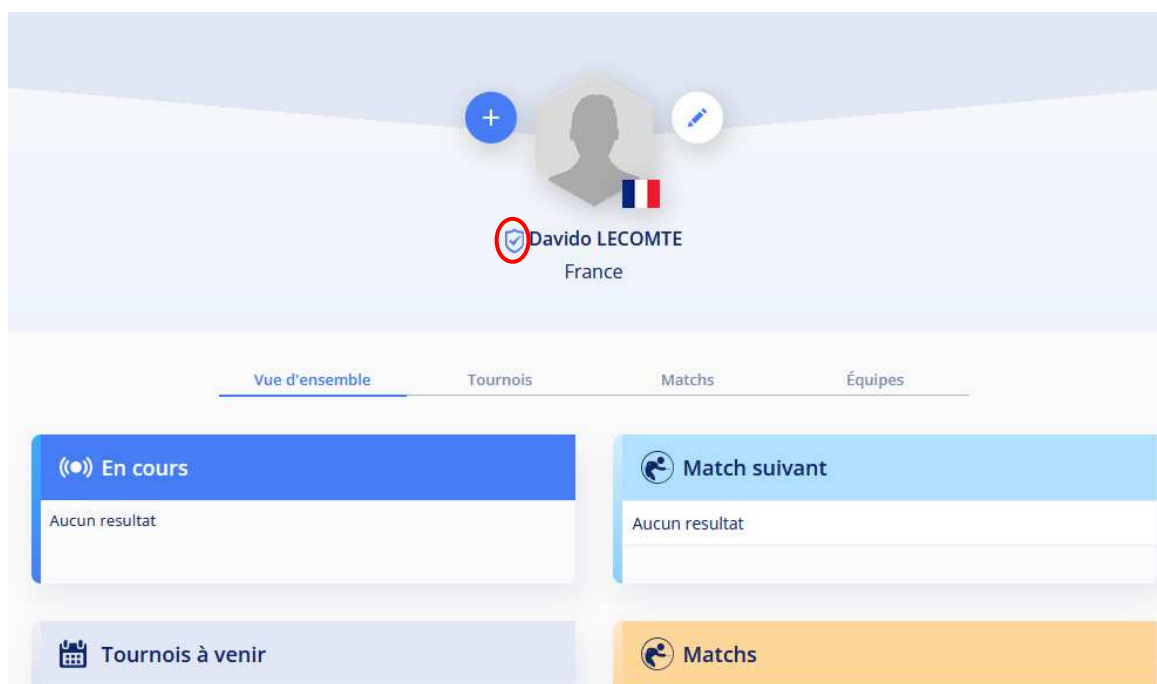 Davido LECOMTE
France
Vue d'ensemble
Tournois
Matchs
Équipes
En cours
Aucun resultat
Match suivant
Aucun resultat
Tournois à venir
Matchs